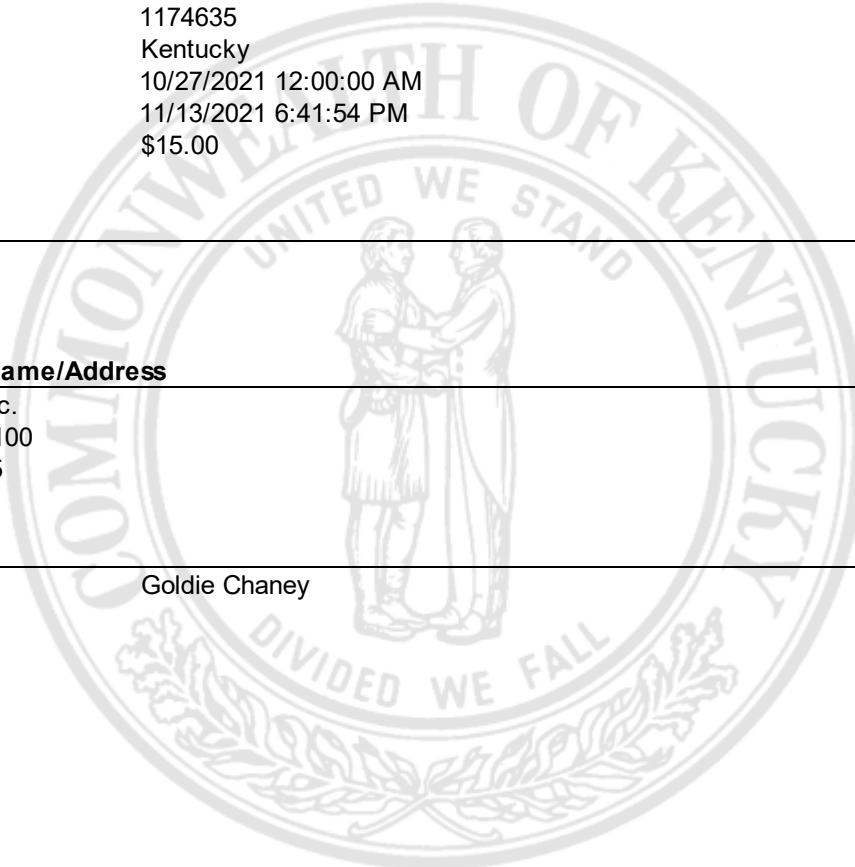 1174635
Kentucky
10/27/2021 12:00:00 AM
11/13/2021 6:41:54 PM
$15.00
COMMONWEALTH OF KENTUCKY
UNITED WE STAND
ame/Address
c.
100
Goldie Chaney
DIVIDED WE FALL